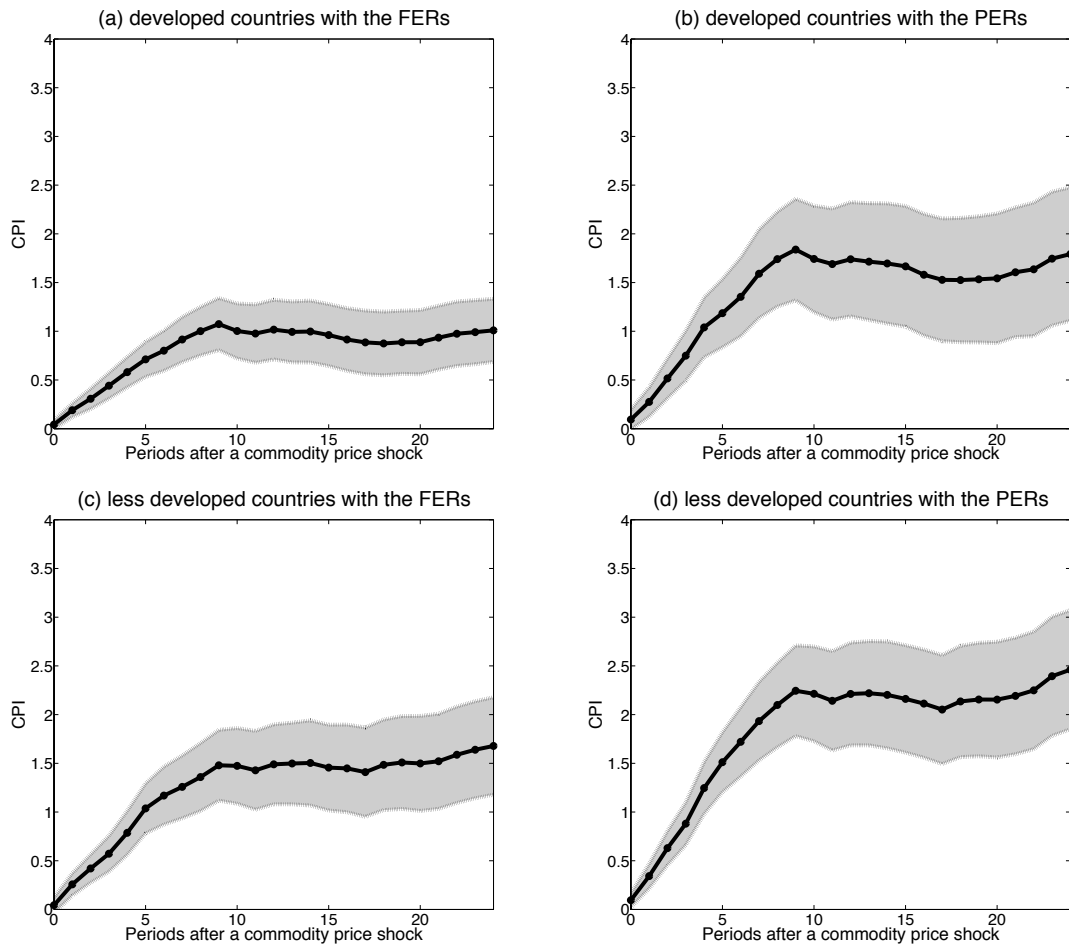 (a) developed countries with the FERs
4
3.5
3
2.5
2
1.5
1
0.5
0
CPI
0 5 10 15 20
Periods after a commodity price shock
(b) developed countries with the PERs
4
3.5
3
2.5
2
1.5
1
0.5
0
CPI
0 5 10 15 20
Periods after a commodity price shock
(c) less developed countries with the FERs
4
3.5
3
2.5
2
1.5
1
0.5
0
CPI
0 5 10 15 20
Periods after a commodity price shock
(d) less developed countries with the PERs
4
3.5
3
2.5
2
1.5
1
0.5
0
CPI
0 5 10 15 20
Periods after a commodity price shock